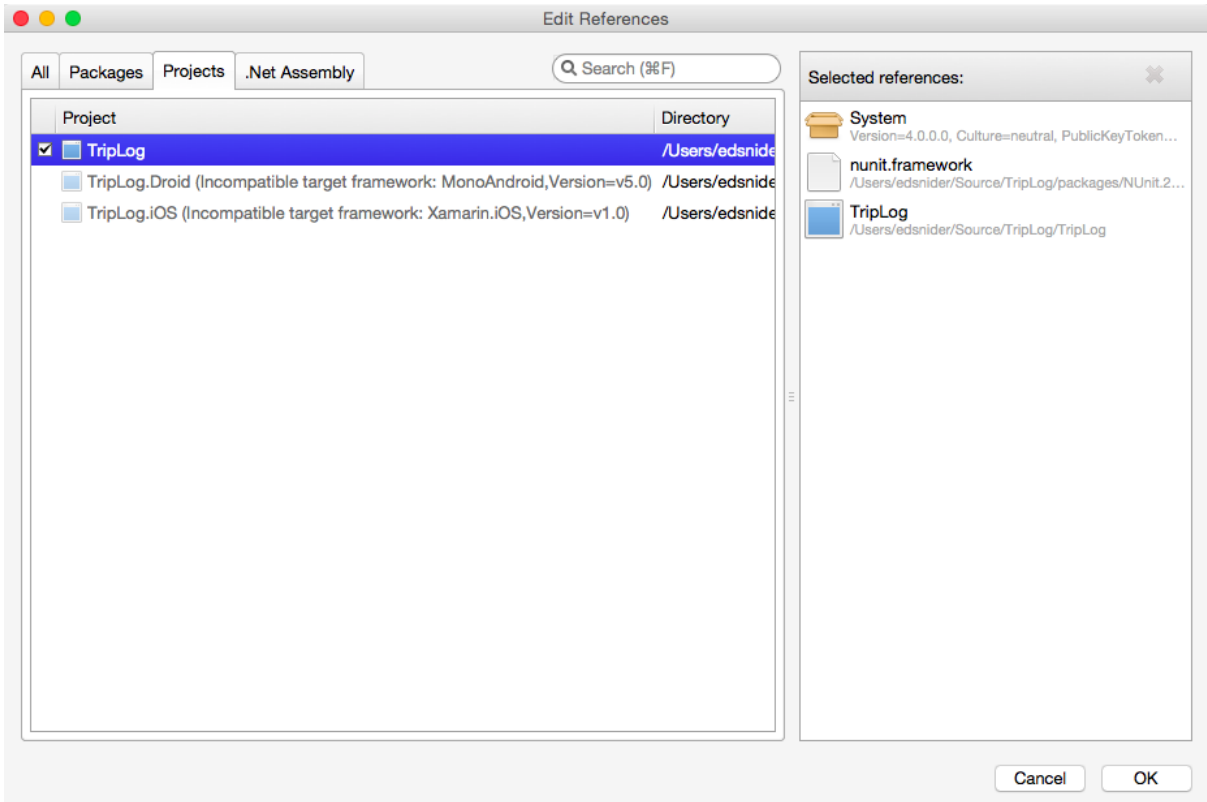 Edit References
All Packages Projects .Net Assembly
Search (⌘F)
Project Directory
TripLog /Users/edsnide
TripLog.Droid (Incompatible target framework: MonoAndroid,Version=v5.0) /Users/edsnide
TripLog.iOS (Incompatible target framework: Xamarin.iOS,Version=v1.0) /Users/edsnide
Selected references:
System
Version=4.0.0.0, Culture=neutral, PublicKeyToken...
nunit.framework
/Users/edsnider/Source/TripLog/packages/NUnit.2...
TripLog
/Users/edsnider/Source/TripLog/TripLog
Cancel OK